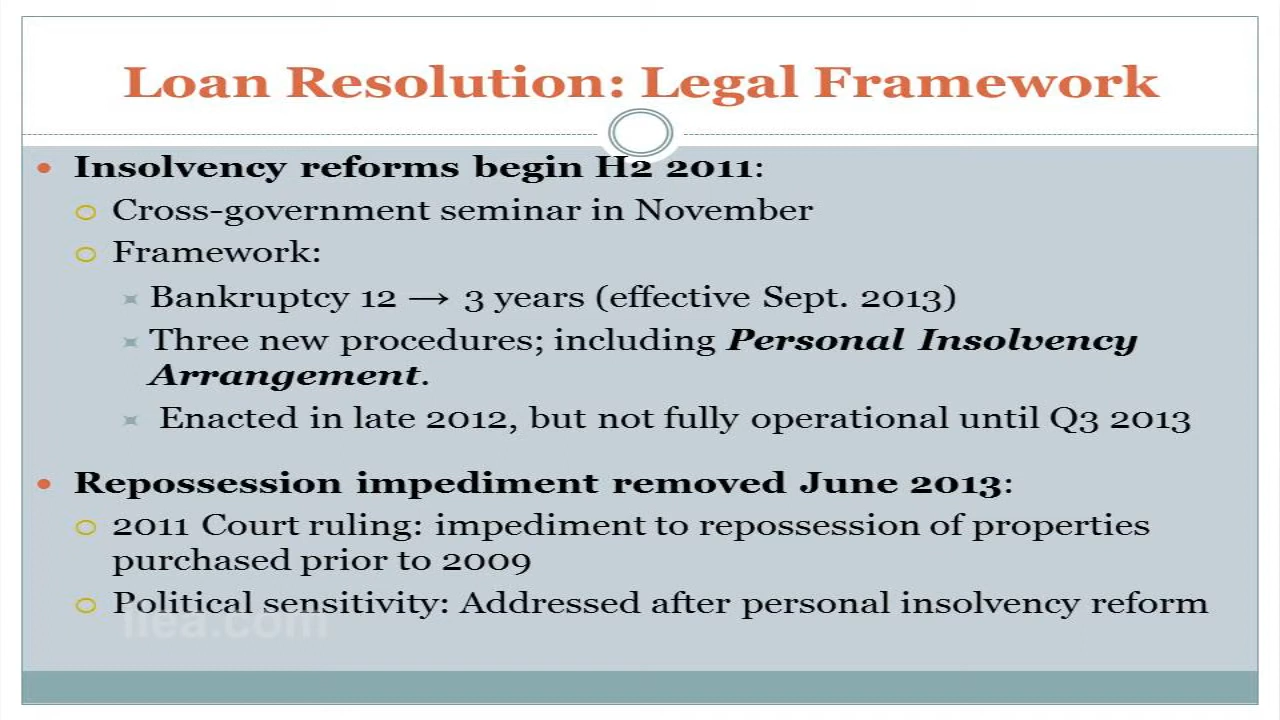 Loan Resolution: Legal Framework
Insolvency reforms begin H2 2011:
Cross-government seminar in November
Framework:
Bankruptcy 12 → 3 years (effective Sept. 2013)
Three new procedures; including Personal Insolvency
Arrangement.
Enacted in late 2012, but not fully operational until Q3 2013
Repossession impediment removed June 2013:
2011 Court ruling: impediment to repossession of properties
purchased prior to 2009
Political sensitivity: Addressed after personal insolvency reform
iiea.com